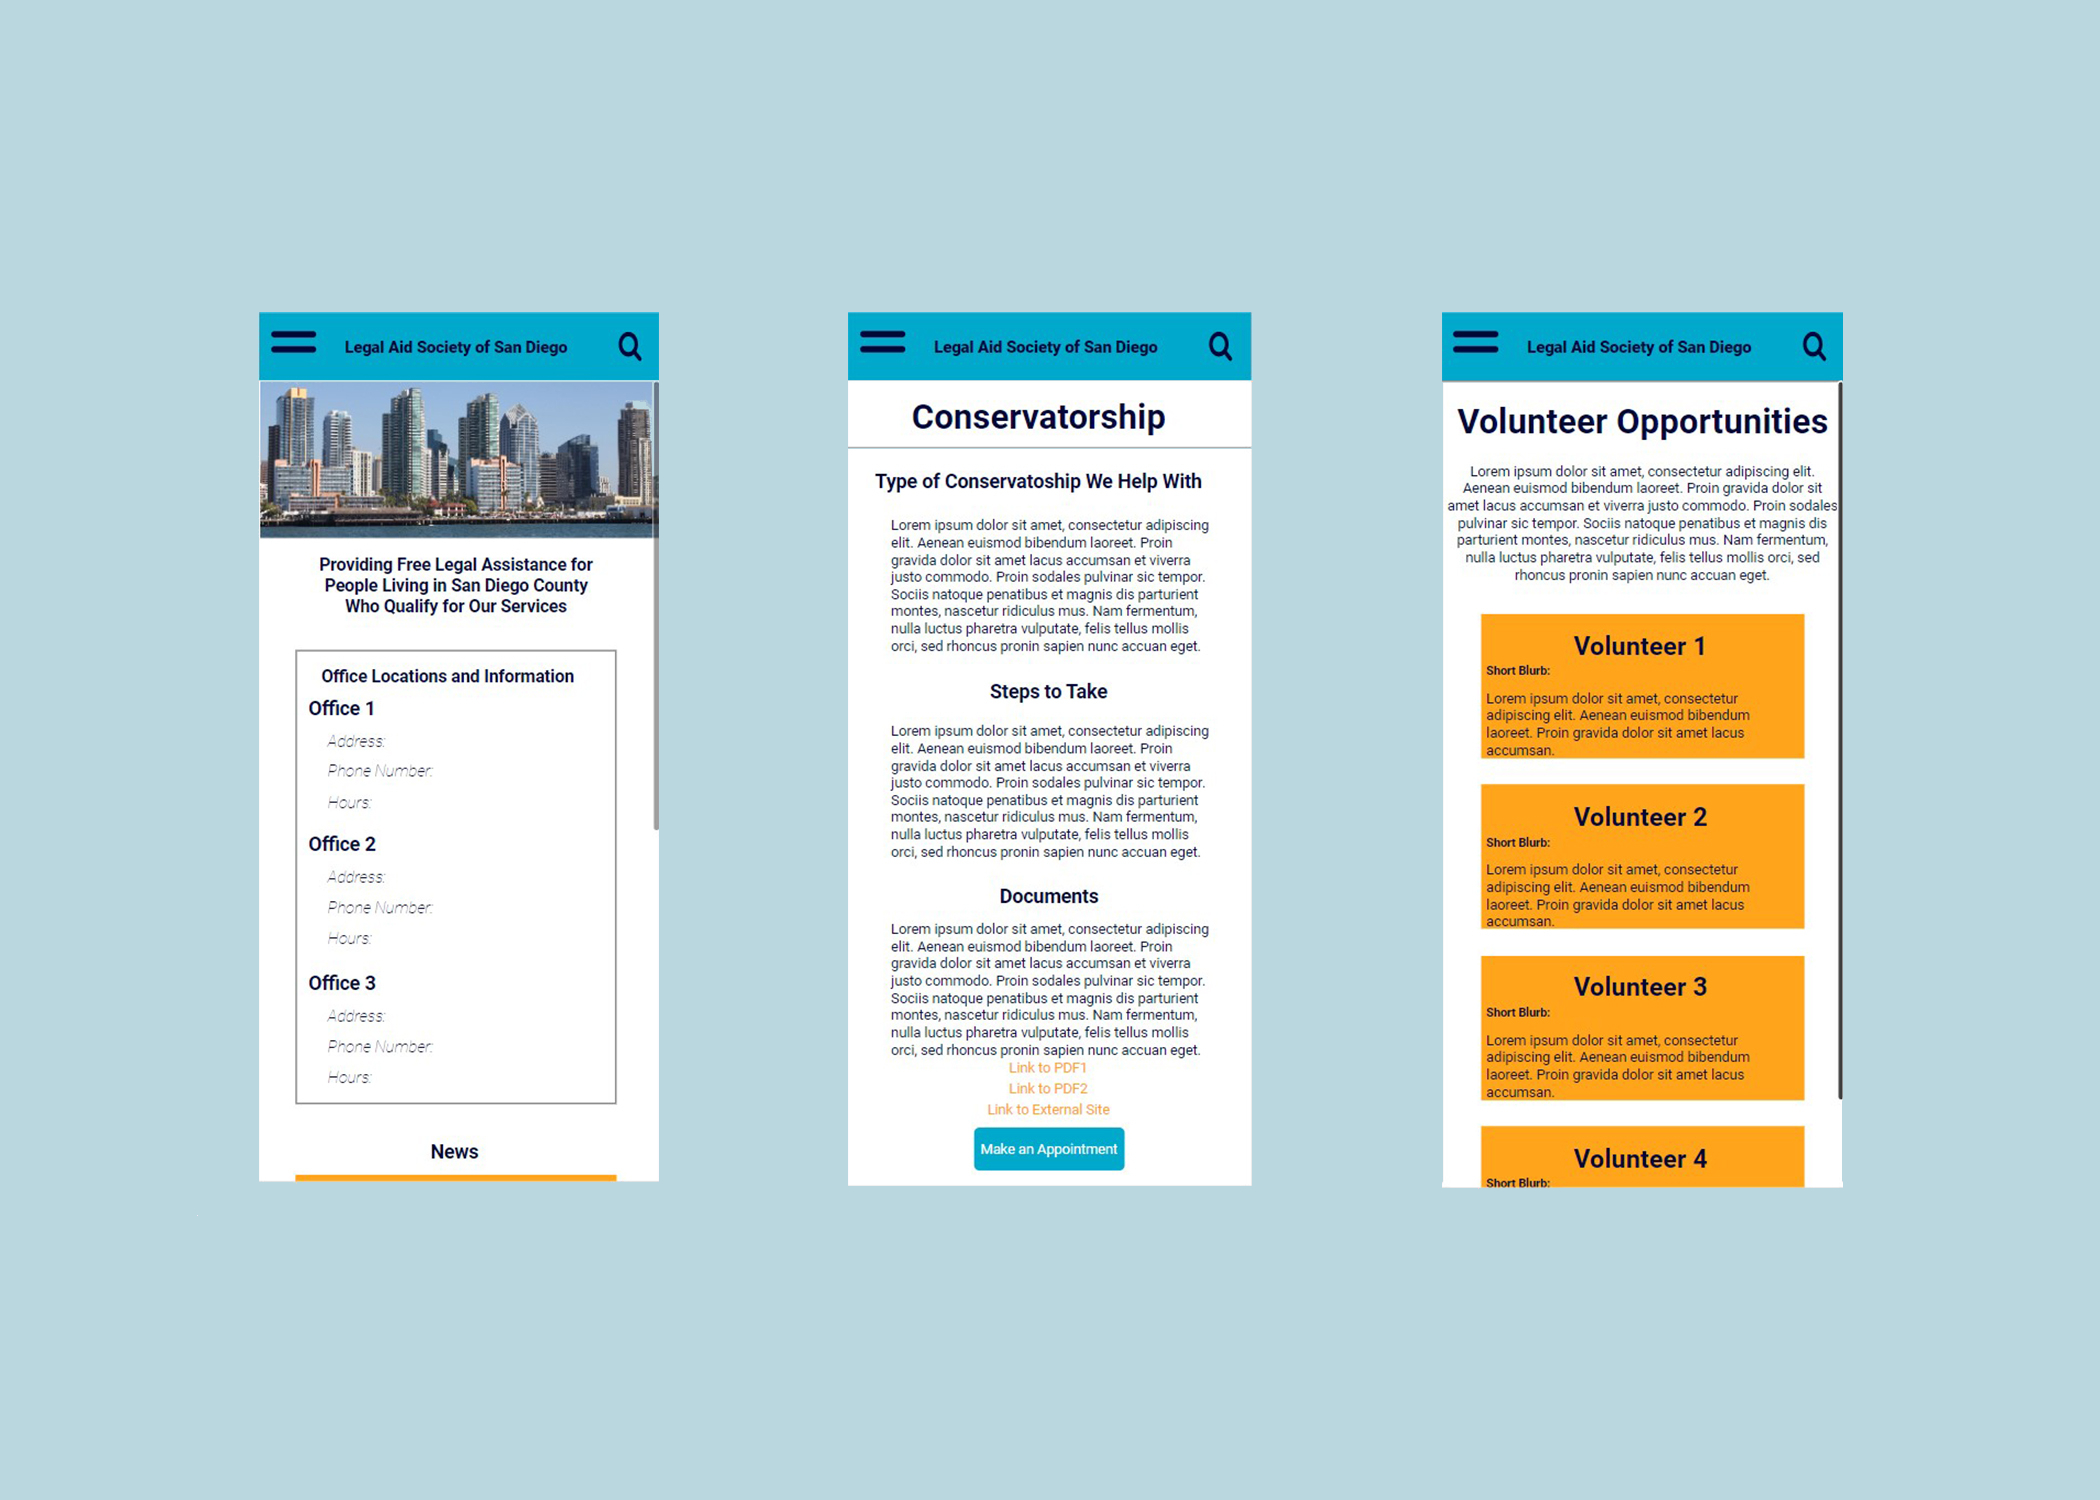 Legal Aid Society of San Diego
Providing Free Legal Assistance for
People Living in San Diego County
Who Qualify for Our Services
Office Locations and Information
Office 1
Address:
Phone Number:
Hours:
Office 2
Address:
Phone Number:
Hours:
Office 3
Address:
Phone Number:
Hours:
News
Legal Aid Society of San Diego
Conservatorship
Type of Conservatoship We Help With
Lorem ipsum dolor sit amet, consectetur adipiscing
elit. Aenean euismod bibendum laoreet. Proin
gravida dolor sit amet lacus accumsan et viverra
justo commodo. Proin sodales pulvinar sic tempor.
Sociis natoque penatibus et magnis dis parturient
montes, nascetur ridiculus mus. Nam fermentum,
nulla luctus pharetra vulputate, felis tellus mollis
orci, sed rhoncus pronin sapien nunc accuan eget.
Steps to Take
Lorem ipsum dolor sit amet, consectetur adipiscing
elit. Aenean euismod bibendum laoreet. Proin
gravida dolor sit amet lacus accumsan et viverra
justo commodo. Proin sodales pulvinar sic tempor.
Sociis natoque penatibus et magnis dis parturient
montes, nascetur ridiculus mus. Nam fermentum,
nulla luctus pharetra vulputate, felis tellus mollis
orci, sed rhoncus pronin sapien nunc accuan eget.
Documents
Lorem ipsum dolor sit amet, consectetur adipiscing
elit. Aenean euismod bibendum laoreet. Proin
gravida dolor sit amet lacus accumsan et viverra
justo commodo. Proin sodales pulvinar sic tempor.
Sociis natoque penatibus et magnis dis parturient
montes, nascetur ridiculus mus. Nam fermentum,
nulla luctus pharetra vulputate, felis tellus mollis
orci, sed rhoncus pronin sapien nunc accuan eget.
Link to PDF1
Link to PDF2
Link to External Site
Make an Appointment
Legal Aid Society of San Diego
Volunteer Opportunities
Lorem ipsum dolor sit amet, consectetur adipiscing elit.
Aenean euismod bibendum laoreet. Proin gravida dolor sit
amet lacus accumsan et viverra justo commodo. Proin sodales
pulvinar sic tempor. Sociis natoque penatibus et magnis dis
parturient montes, nascetur ridiculus mus. Nam fermentum,
nulla luctus pharetra vulputate, felis tellus mollis orci, sed
rhoncus pronin sapien nunc accuan eget.
Volunteer 1
Short Blurb:
Lorem ipsum dolor sit amet, consectetur
adipiscing elit. Aenean euismod bibendum
laoreet. Proin gravida dolor sit amet lacus
accumsan.
Volunteer 2
Short Blurb:
Lorem ipsum dolor sit amet, consectetur
adipiscing elit. Aenean euismod bibendum
laoreet. Proin gravida dolor sit amet lacus
accumsan.
Volunteer 3
Short Blurb:
Lorem ipsum dolor sit amet, consectetur
adipiscing elit. Aenean euismod bibendum
laoreet. Proin gravida dolor sit amet lacus
accumsan.
Volunteer 4
Short Blurb: